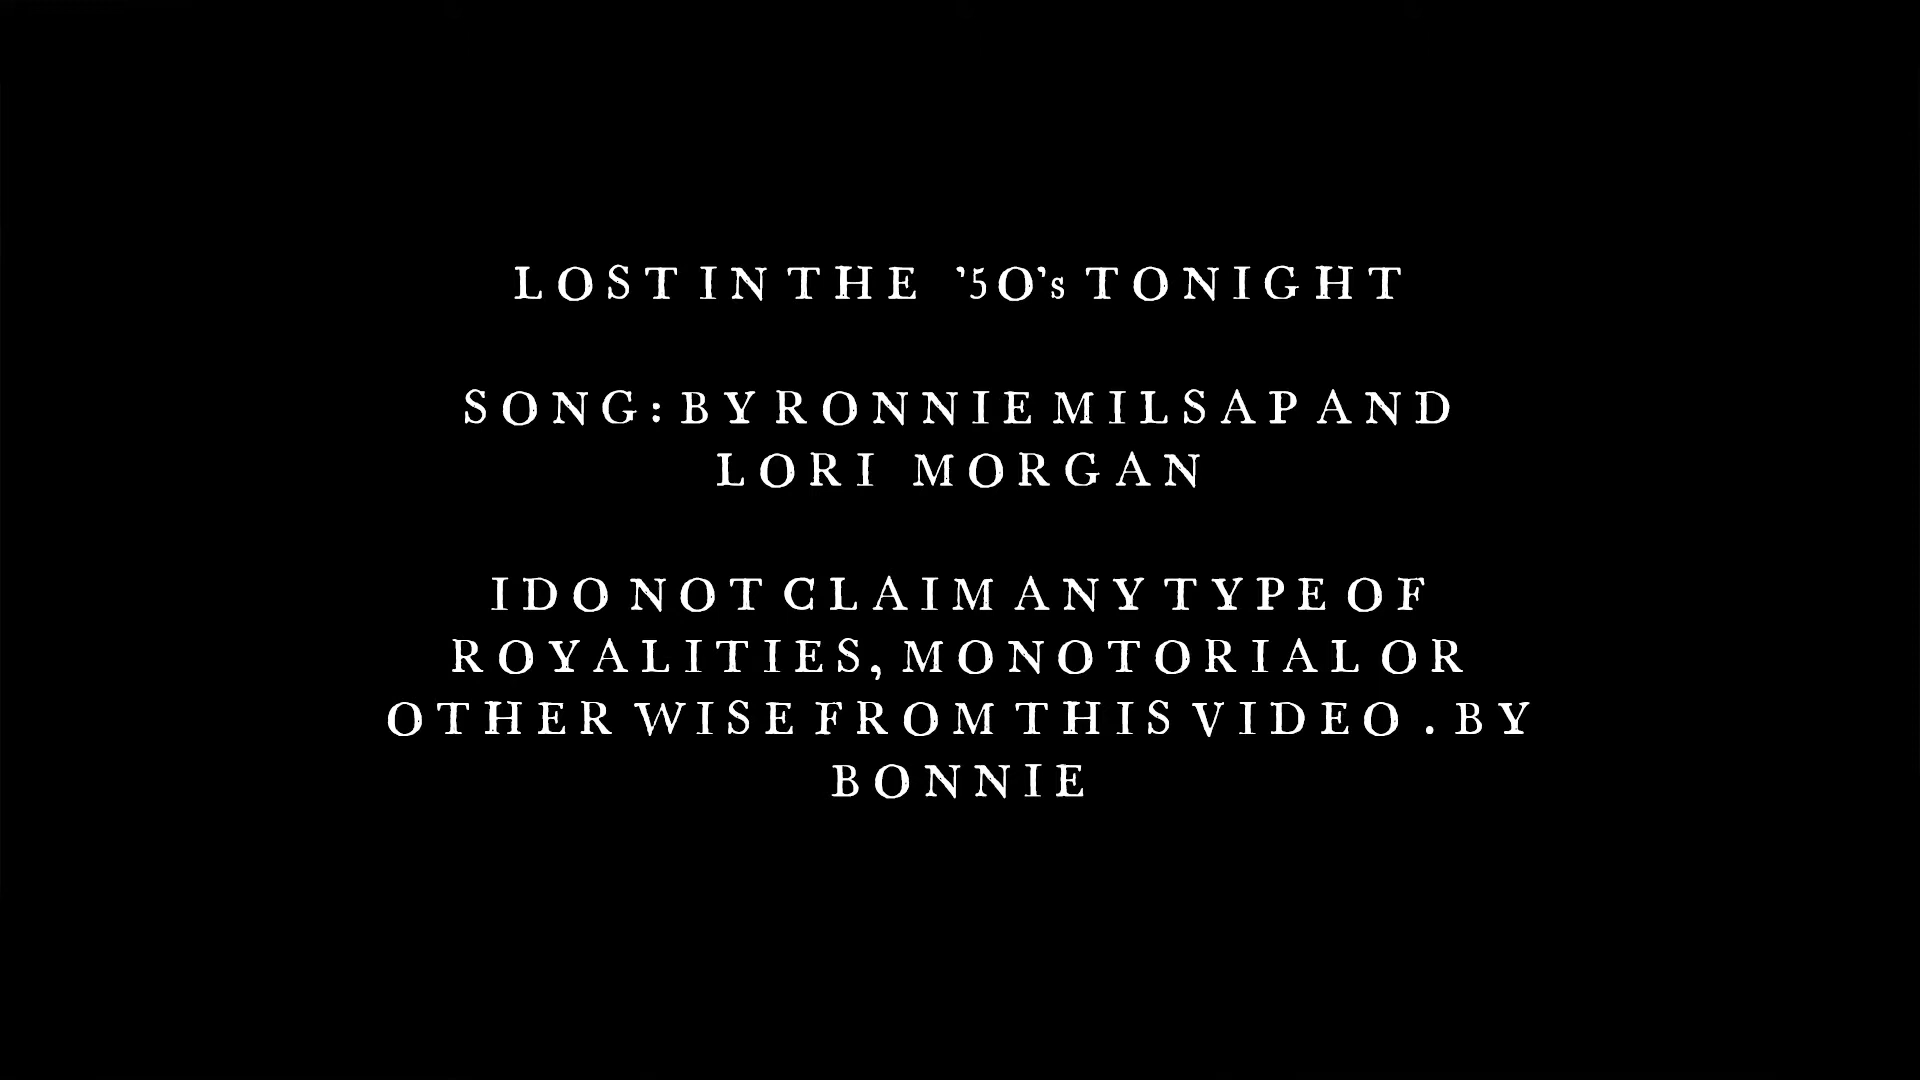 LOST IN THE '50's TONIGHT
SONG: BY RONNIE MILSAP AND
LORI MORGAN
I DO NOT CLAIM ANY TYPE OF
ROYALITIES, MONOTORIAL OR
OTHER WISE FROM THIS VIDEO . BY
BONNIE